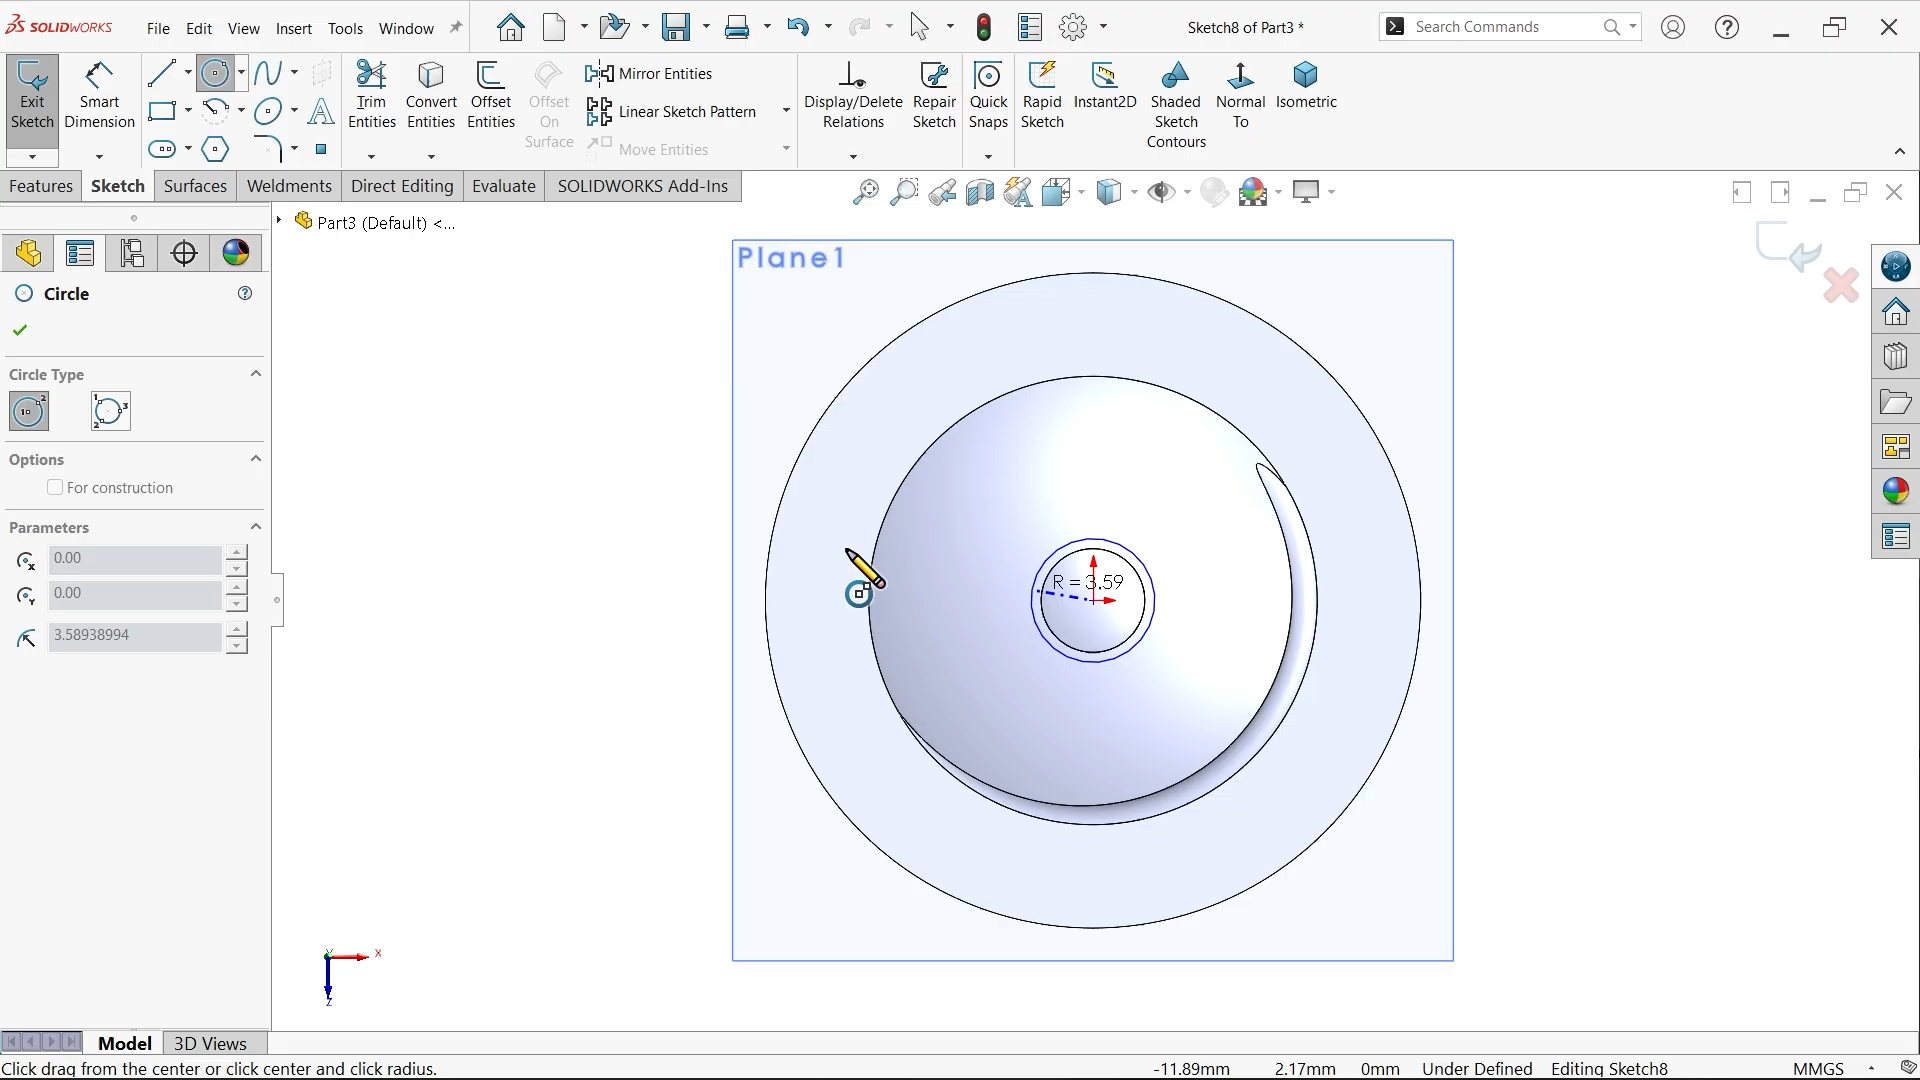 SOLIDWORKS File Edit View Insert Tools Window Sketch8 of Part3 * Search Commands
Exit Sketch
Smart Dimension
Trim Entities
Convert Entities
Offset Entities
Offset On Surface
Mirror Entities
Linear Sketch Pattern
Move Entities
Display/Delete Relations
Repair Sketch
Quick Snaps
Rapid Sketch
Instant2D
Shaded Sketch Contours
Normal To
Isometric
Features Sketch Surfaces Weldments Direct Editing Evaluate SOLIDWORKS Add-Ins
Part3 (Default) <...
Plane1
Circle
Circle Type
Options
For construction
Parameters
0.00
0.00
3.58938994
R = 3.59
Y
X
Z
Model 3D Views
Click drag from the center or click center and click radius. -11.89mm 2.17mm 0mm Under Defined Editing Sketch8 MMGS